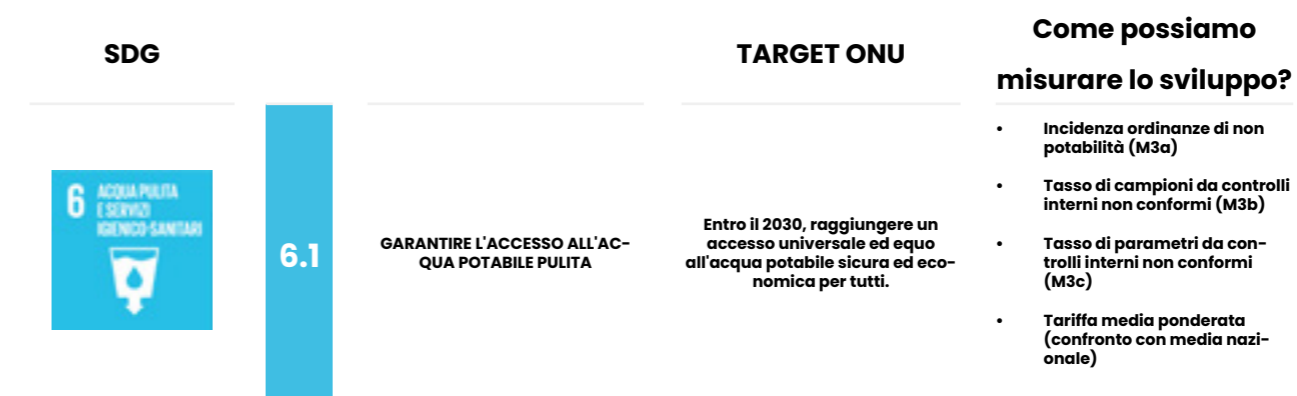 SDG
TARGET ONU
Come possiamo
misurare lo sviluppo?
6 ACQUA PULITA
E SERVIZI
IGIENICO-SANITARI
6.1
GARANTIRE L'ACCESSO ALL'AC-
QUA POTABILE PULITA
Entro il 2030, raggiungere un
accesso universale ed equo
all'acqua potabile sicura ed eco-
nomica per tutti.
• Incidenza ordinanze di non
potabilità (M3a)
• Tasso di campioni da controlli
interni non conformi (M3b)
• Tasso di parametri da con-
trolli interni non conformi
(M3c)
• Tariffa media ponderata
(confronto con media nazi-
onale)